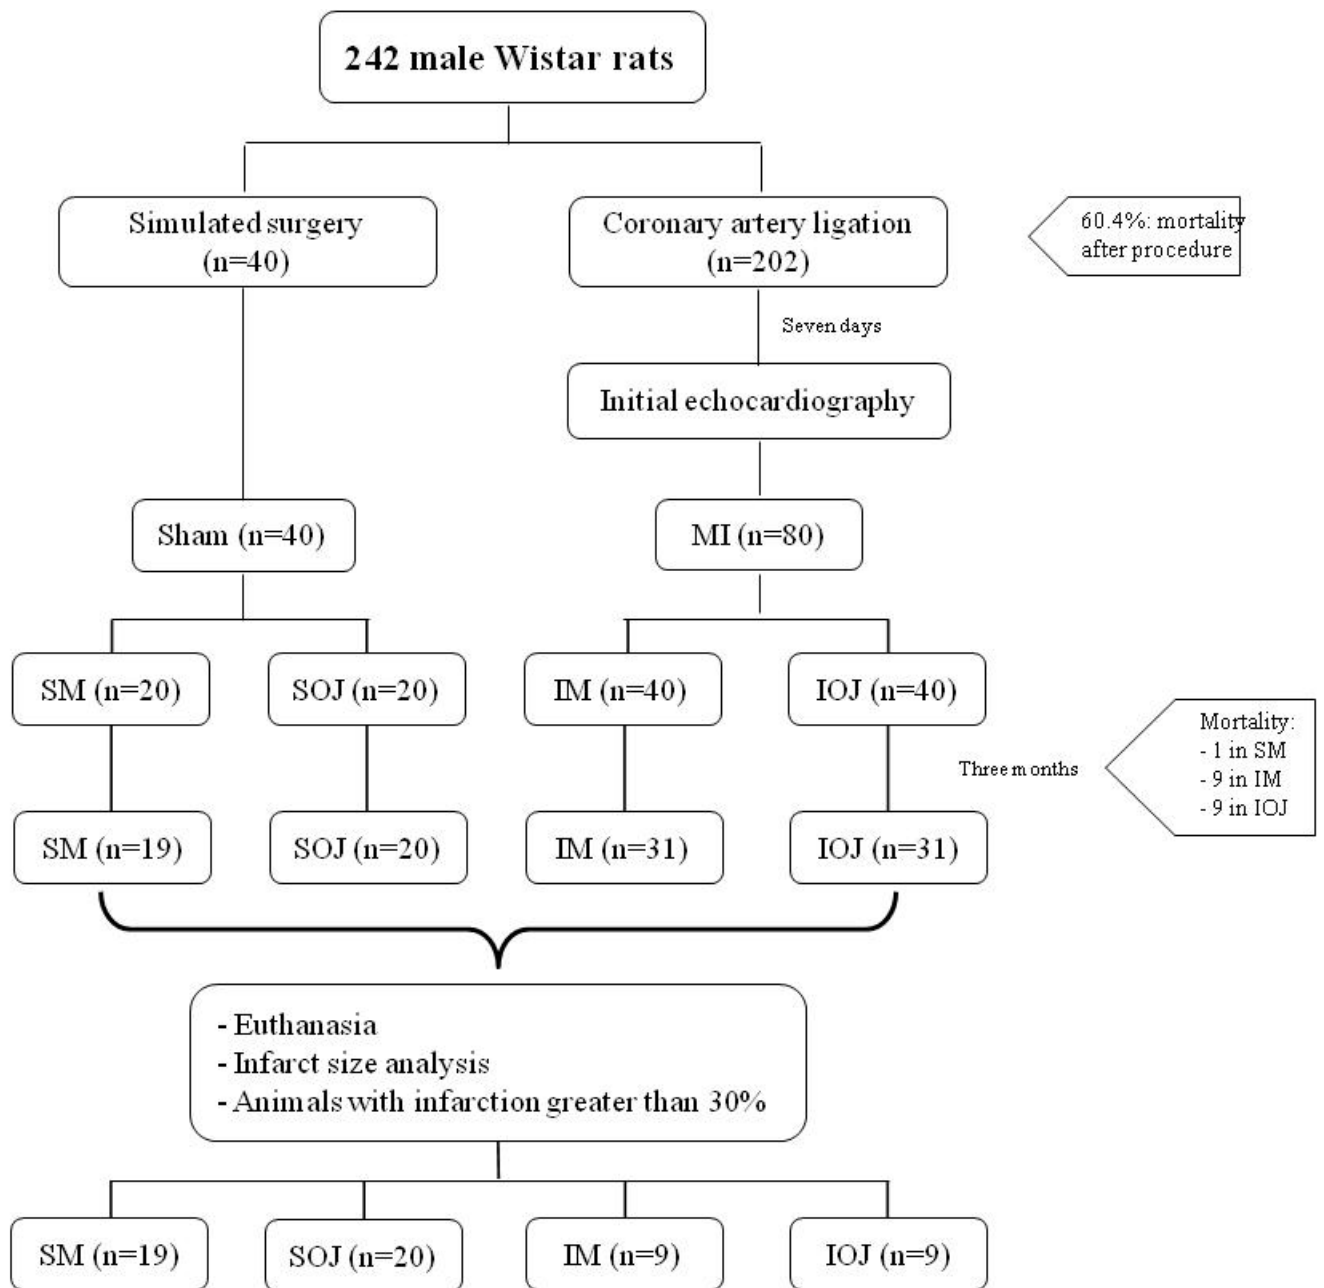 242 male Wistar rats
Simulated surgery
(n=40)
Coronary artery ligation
(n=202)
60.4%: mortality
after procedure
Seven days
Initial echocardiography
Sham (n=40)
MI (n=80)
SM (n=20)
SOJ (n=20)
IM (n=40)
IOJ (n=40)
Three months
Mortality:
- 1 in SM
- 9 in IM
- 9 in IOJ
SM (n=19)
SOJ (n=20)
IM (n=31)
IOJ (n=31)
- Euthanasia
- Infarct size analysis
- Animals with infarction greater than 30%
SM (n=19)
SOJ (n=20)
IM (n=9)
IOJ (n=9)